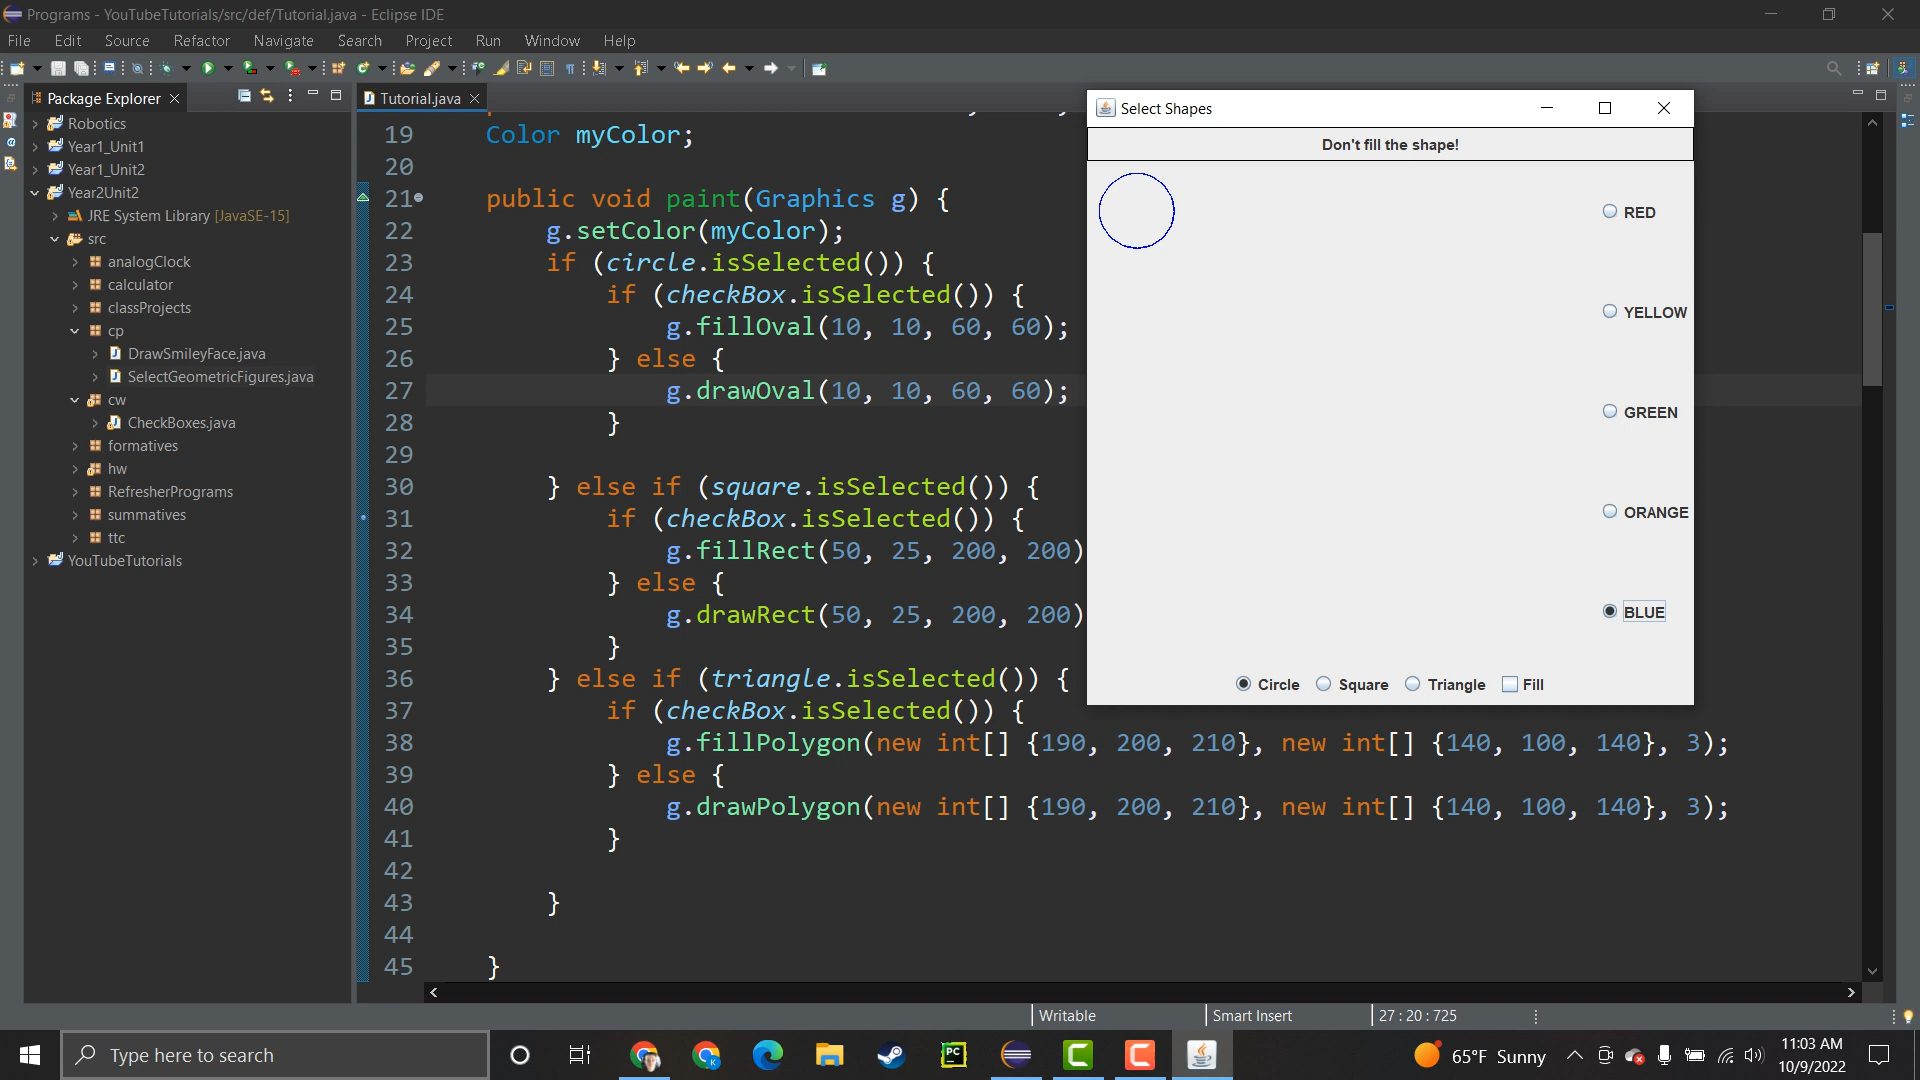 Programs - YouTubeTutorials/src/def/Tutorial.java - Eclipse IDE
File Edit Source Refactor Navigate Search Project Run Window Help
Package Explorer
Tutorial.java
Robotics
Year1_Unit1
Year1_Unit2
Year2Unit2
JRE System Library [JavaSE-15]
src
analogClock
calculator
classProjects
cp
DrawSmileyFace.java
SelectGeometricFigures.java
cw
CheckBoxes.java
formatives
hw
RefresherPrograms
summatives
ttc
YouTubeTutorials
19 Color myColor;
20
21 public void paint(Graphics g) {
22 g.setColor(myColor);
23 if (circle.isSelected()) {
24 if (checkBox.isSelected()) {
25 g.fillOval(10, 10, 60, 60);
26 } else {
27 g.drawOval(10, 10, 60, 60);
28 }
29
30 } else if (square.isSelected()) {
31 if (checkBox.isSelected()) {
32 g.fillRect(50, 25, 200, 200)
33 } else {
34 g.drawRect(50, 25, 200, 200)
35 }
36 } else if (triangle.isSelected()) {
37 if (checkBox.isSelected()) {
38 g.fillPolygon(new int[] {190, 200, 210}, new int[] {140, 100, 140}, 3);
39 } else {
40 g.drawPolygon(new int[] {190, 200, 210}, new int[] {140, 100, 140}, 3);
41 }
42
43 }
44
45 }
Select Shapes
Don't fill the shape!
RED
YELLOW
GREEN
ORANGE
BLUE
Circle Square Triangle Fill
Writable Smart Insert 27 : 20 : 725
Type here to search
PC
65°F Sunny
11:03 AM
10/9/2022